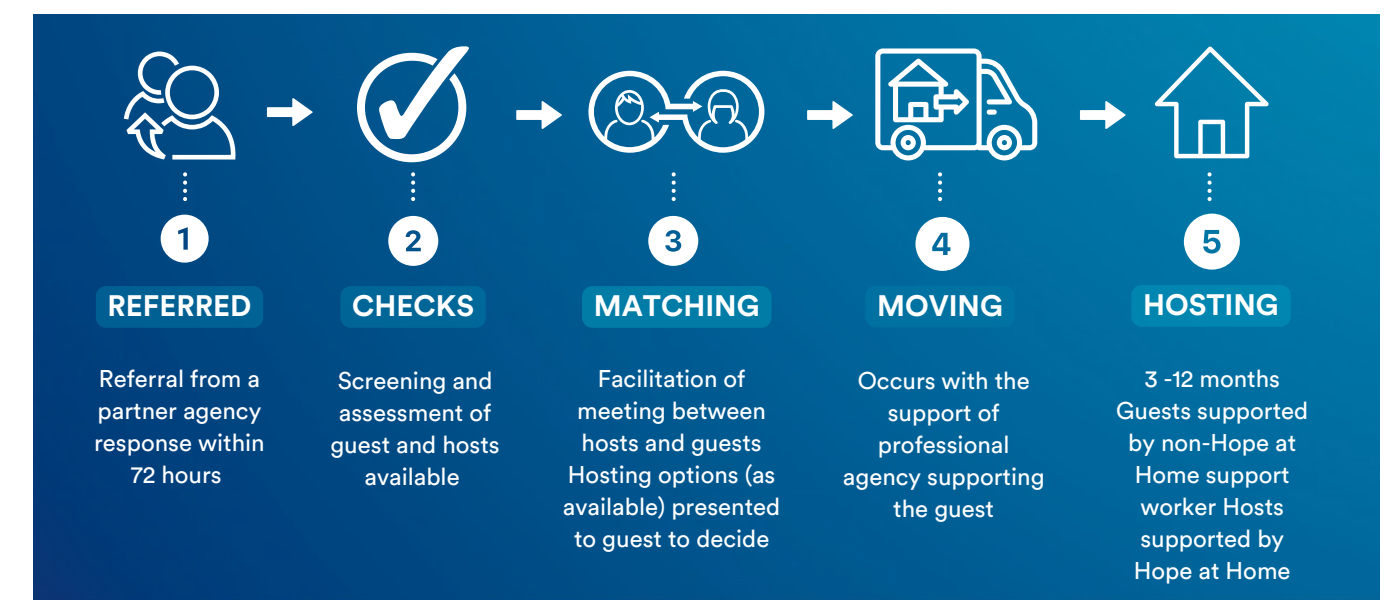 1
REFERRED
Referral from a
partner agency
response within
72 hours
2
CHECKS
Screening and
assessment of
guest and hosts
available
3
MATCHING
Facilitation of
meeting between
hosts and guests
Hosting options (as
available) presented
to guest to decide
4
MOVING
Occurs with the
support of
professional
agency supporting
the guest
5
HOSTING
3 -12 months
Guests supported
by non-Hope at
Home support
worker Hosts
supported by
Hope at Home